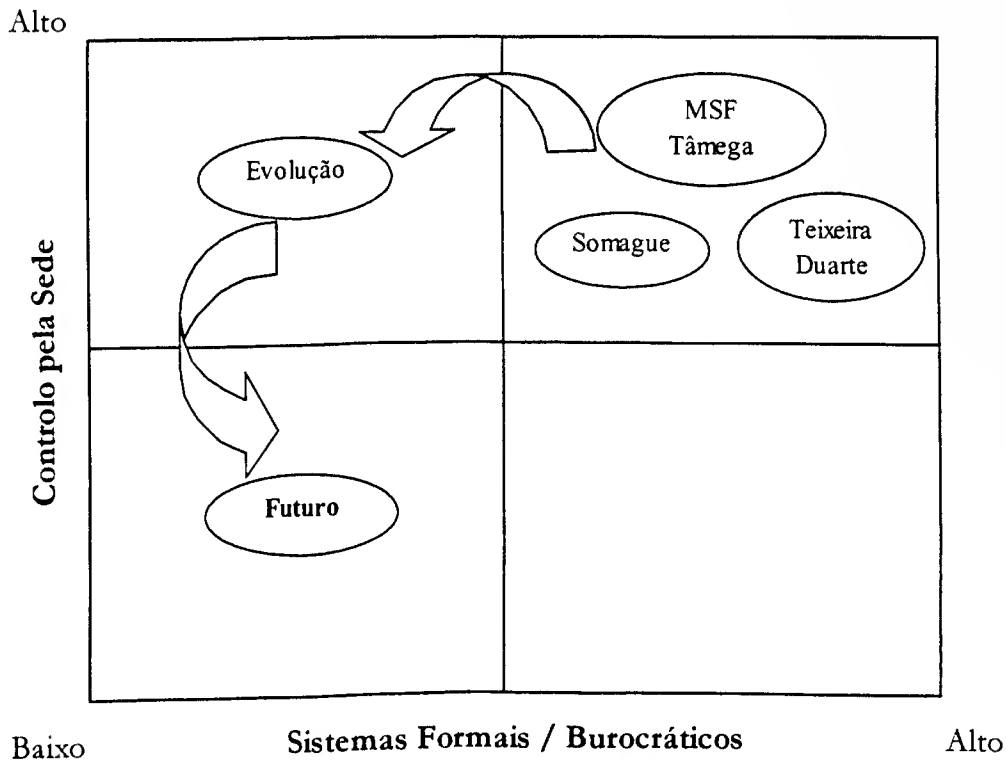 Alto
MSF
Tâmega
Evolução
Somague
Teixeira
Duarte
Controlo pela Sede
Futuro
Baixo
Sistemas Formais / Burocráticos
Alto